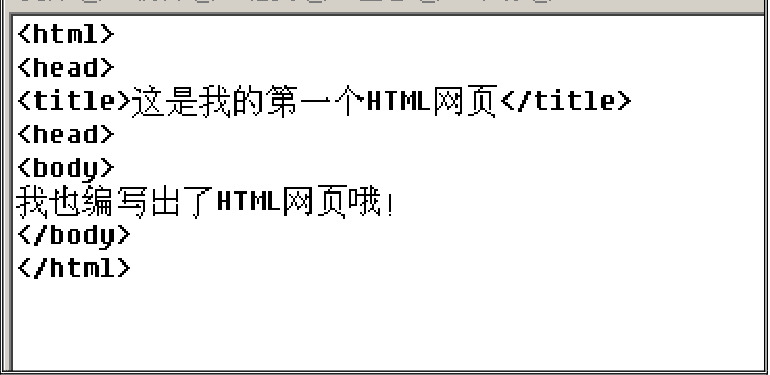 <html>
<head>
<title>这是我的第一个HTML网页</title>
<head>
<body>
我也编写出了HTML网页哦!
</body>
</html>